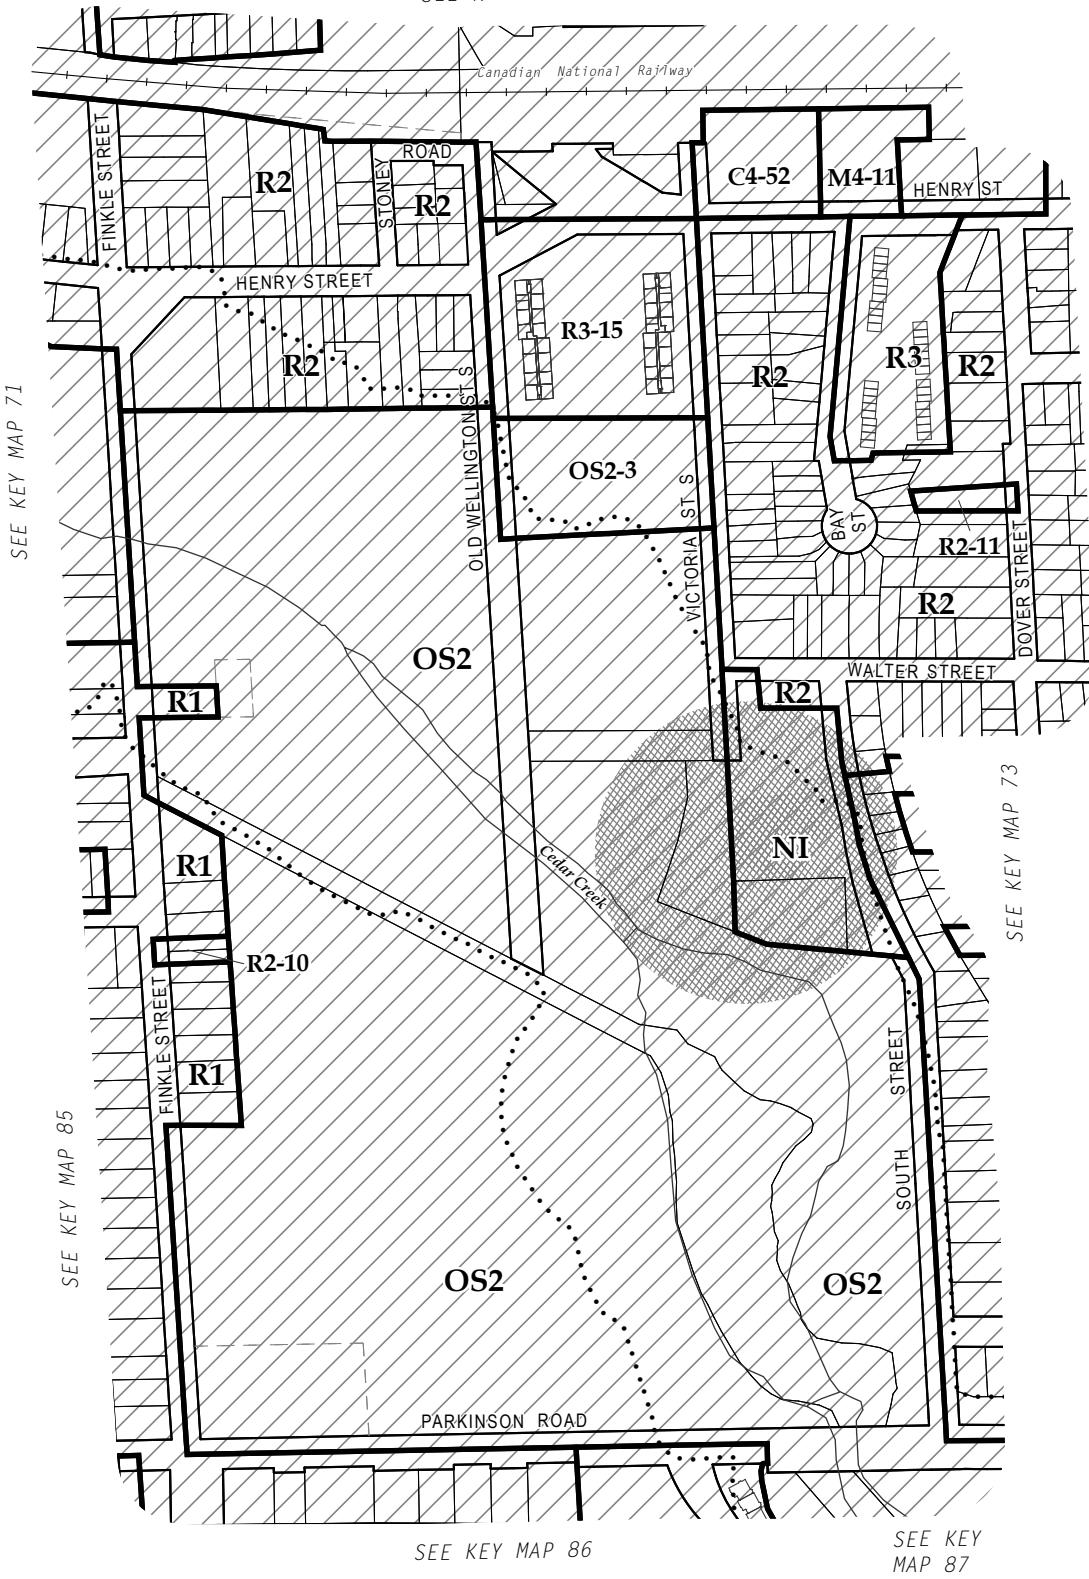 Canadian National Railway
FINKLE STREET
R2
STONEY
ROAD
R2
C4-52
M4-11
HENRY ST
HENRY STREET
R3-15
R2
R2
R3
R2
SEE KEY MAP 71
OLD WELLINGTON ST S
OS2-3
VICTORIA ST S
BAY ST
R2-11
DOVER STREET
R2
OS2
WALTER STREET
R1
R2
SEE KEY MAP 73
NI
Cedar Creek
R1
R2-10
FINKLE STREET
R1
SEE KEY MAP 85
SOUTH STREET
OS2
OS2
PARKINSON ROAD
SEE KEY MAP 86
SEE KEY
MAP 87